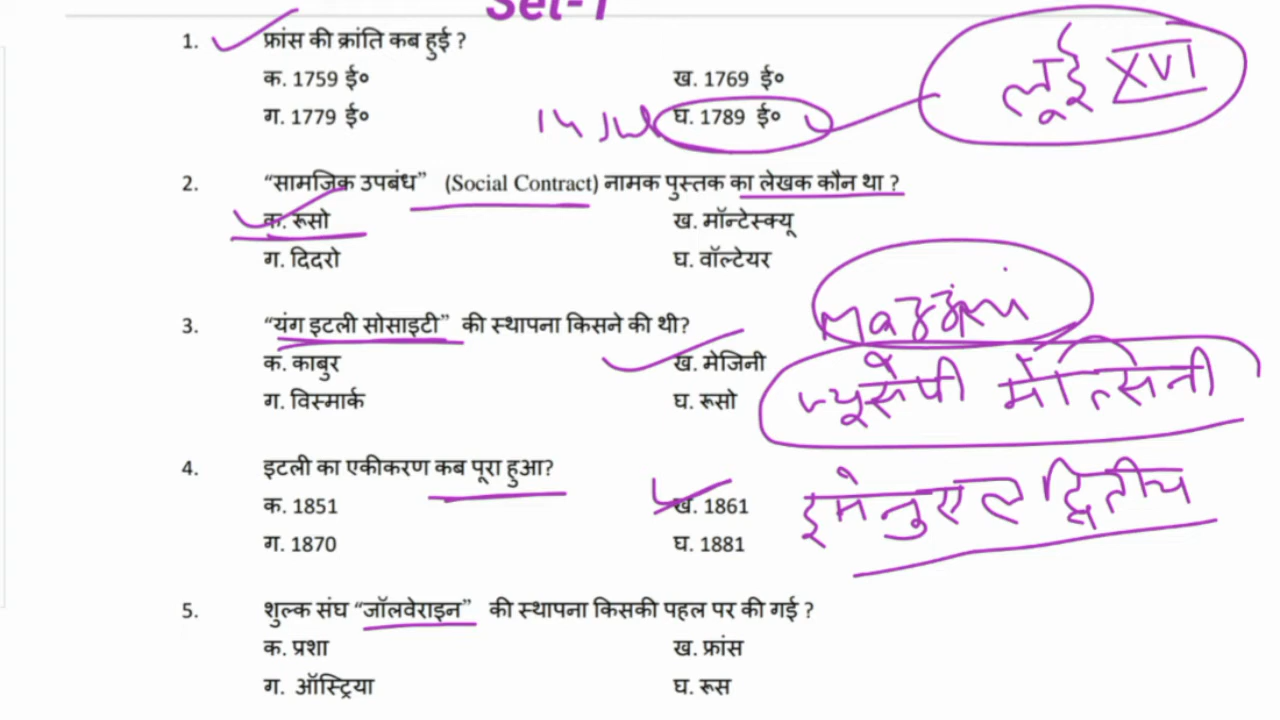 Set-1
1. फ्रांस की क्रांति कब हुई ?
क. 1759 ई० ख. 1769 ई०
ग. 1779 ई० 14 Jul घ. 1789 ई०
लूई XVI
2. “सामजिक उपबंध” (Social Contract) नामक पुस्तक का लेखक कौन था ?
क. रूसो ख. मॉन्टेस्क्यू
ग. दिदरो घ. वॉल्टेयर
3. “यंग इटली सोसाइटी” की स्थापना किसने की थी?
क. काबुर ख. मेजिनी
ग. विस्मार्क घ. रूसो
4. इटली का एकीकरण कब पूरा हुआ?
क. 1851 ख. 1861
ग. 1870 घ. 1881
इमेनुएल द्वितीय
5. शुल्क संघ “जॉलवेराइन” की स्थापना किसकी पहल पर की गई ?
क. प्रशा ख. फ्रांस
ग. ऑस्ट्रिया घ. रूस